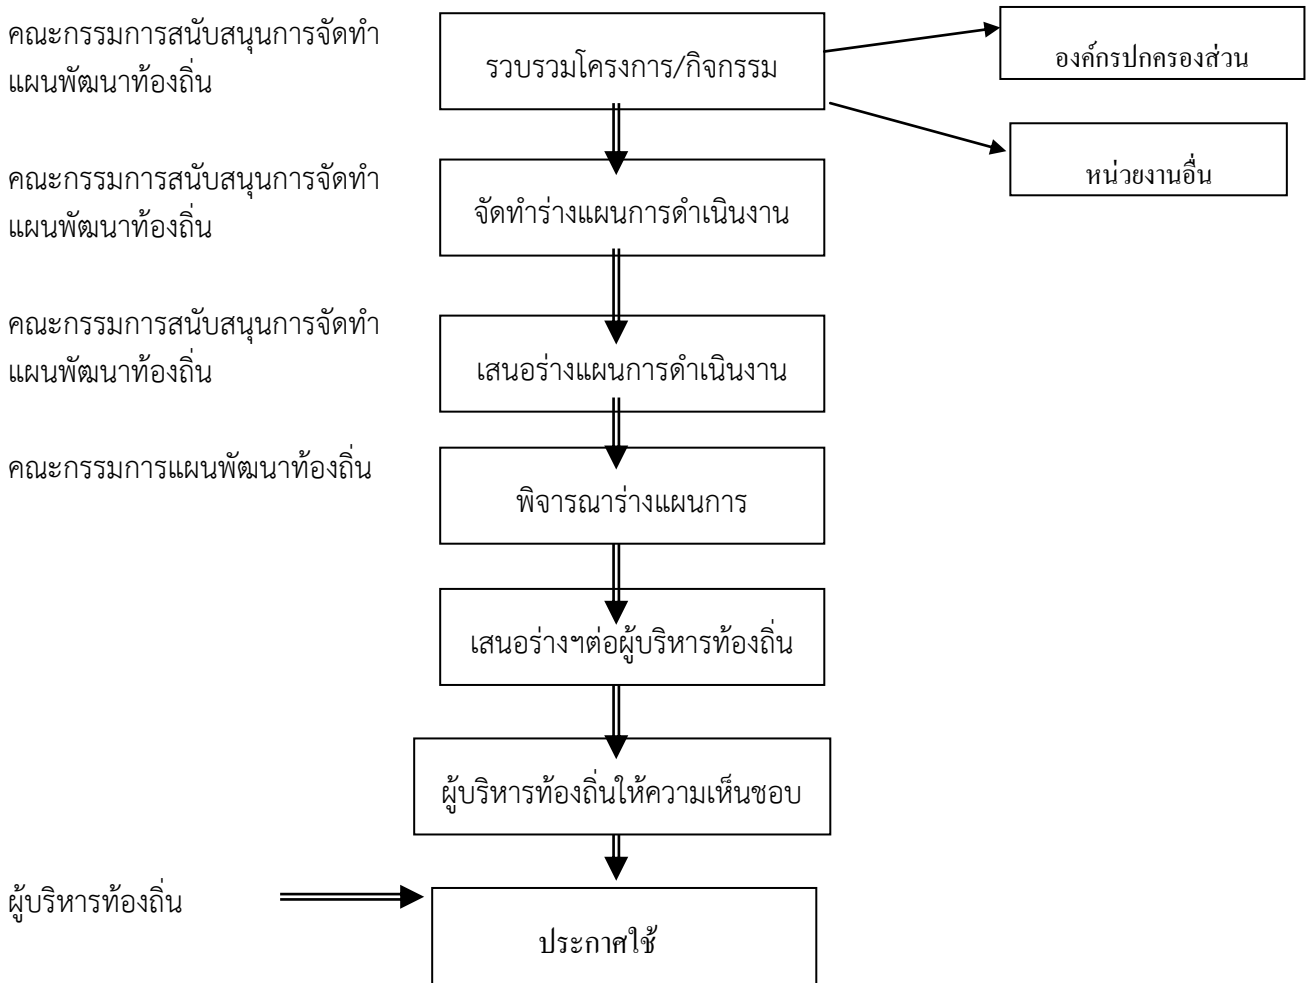 คณะกรรมการสนับสนุนการจัดทำ
แผนพัฒนาท้องถิ่น
รวบรวมโครงการ/กิจกรรม
องค์กรปกครองส่วน
หน่วยงานอื่น
คณะกรรมการสนับสนุนการจัดทำ
แผนพัฒนาท้องถิ่น
จัดทำร่างแผนการดำเนินงาน
คณะกรรมการสนับสนุนการจัดทำ
แผนพัฒนาท้องถิ่น
เสนอร่างแผนการดำเนินงาน
คณะกรรมการแผนพัฒนาท้องถิ่น
พิจารณาร่างแผนการ
เสนอร่างฯต่อผู้บริหารท้องถิ่น
ผู้บริหารท้องถิ่นให้ความเห็นชอบ
ผู้บริหารท้องถิ่น
ประกาศใช้